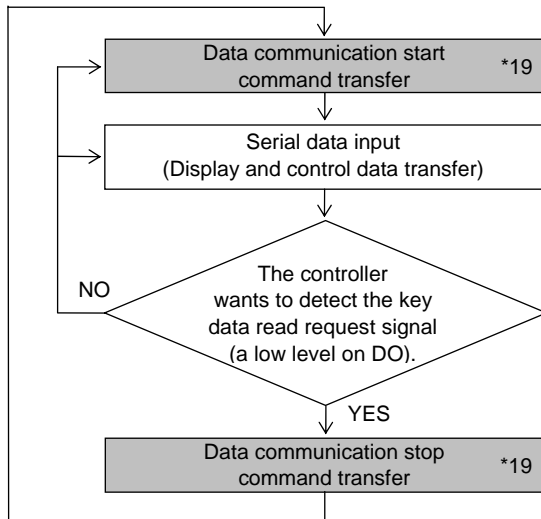 Data communication start
command transfer
*19
Serial data input
(Display and control data transfer)
The controller
wants to detect the key
data read request signal
(a low level on DO).
NO
YES
Data communication stop
command transfer
*19